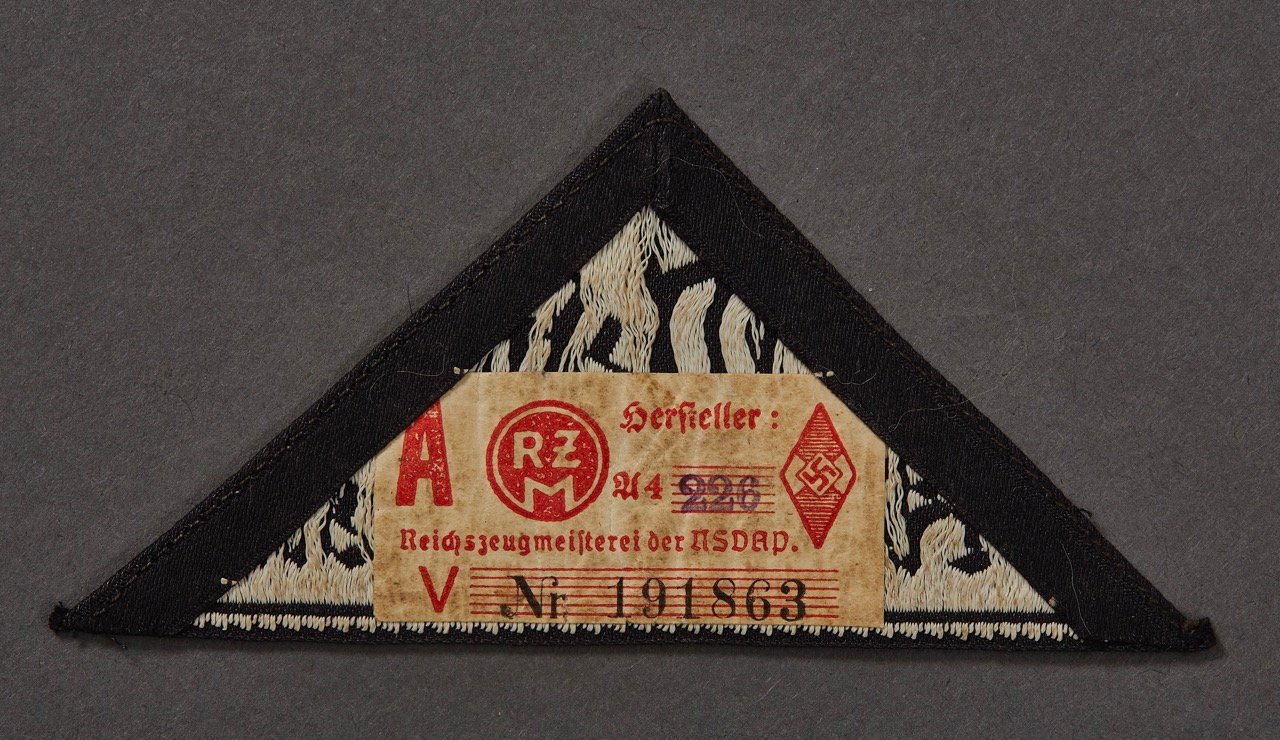 A RZM Herſteller:
A4 226
Reichszeugmeiſterei der NSDAP.
V Nr. 191863